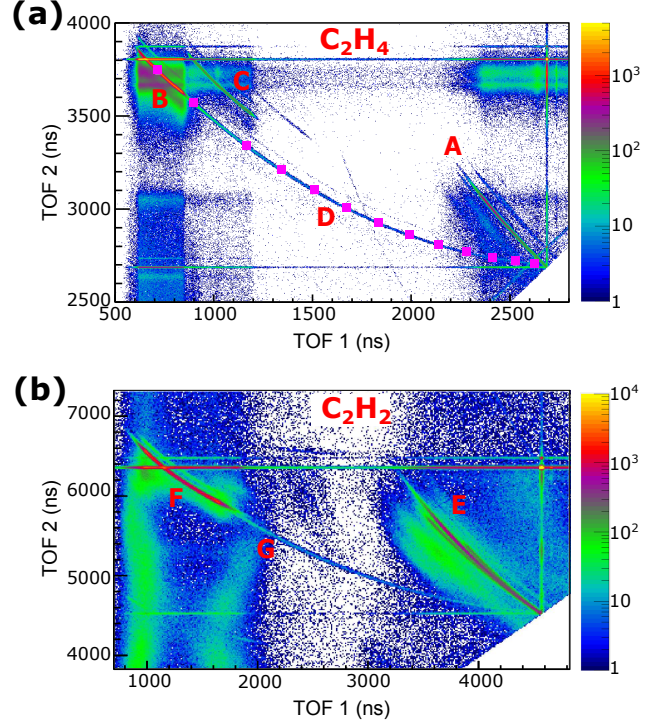 (a)
C₂H₄
4000
3500
3000
2500
TOF 2 (ns)
A
B
C
D
500
1000
1500
2000
2500
TOF 1 (ns)
10³
10²
10
1
(b)
C₂H₂
7000
6000
5000
4000
TOF 2 (ns)
E
F
G
1000
2000
3000
4000
TOF 1 (ns)
10⁴
10³
10²
10
1